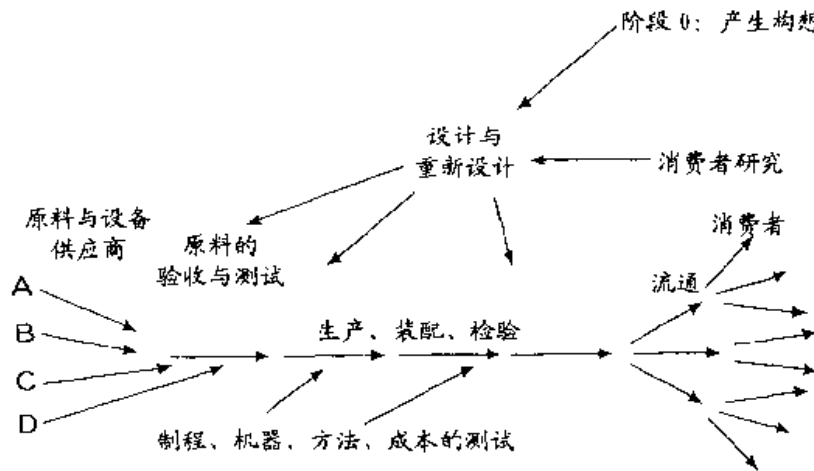 阶段 0：产生构想
设计与
重新设计
消费者研究
原料与设备
供应商
原料的
验收与测试
消费者
流通
A
B
C
D
生产、装配、检验
制程、机器、方法、成本的测试